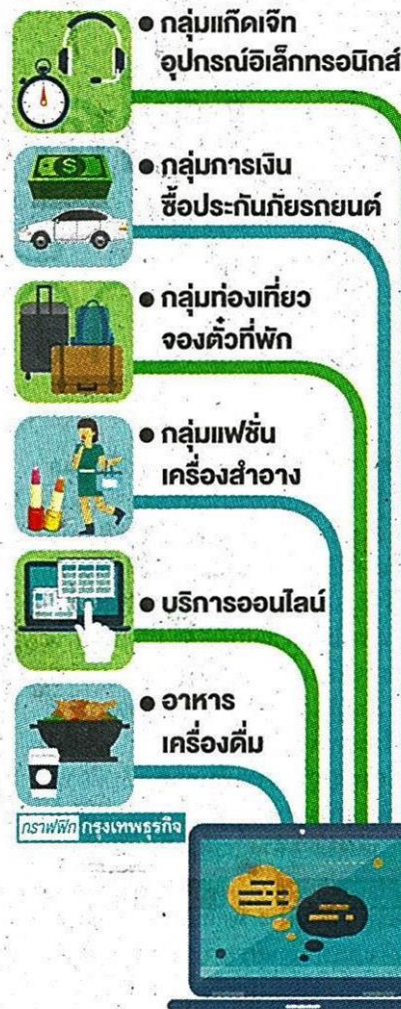 • กลุ่มแก๊ดเจ๊ท
อุปกรณ์อิเล็กทรอนิกส์
• กลุ่มการเงิน
ซื้อประกันภัยรถยนต์
• กลุ่มท่องเที่ยว
จองตั๋วที่พัก
• กลุ่มแฟชั่น
เครื่องสำอาง
• บริการออนไลน์
• อาหาร
เครื่องดื่ม
กราฟฟิก กรุงเทพธุรกิจ